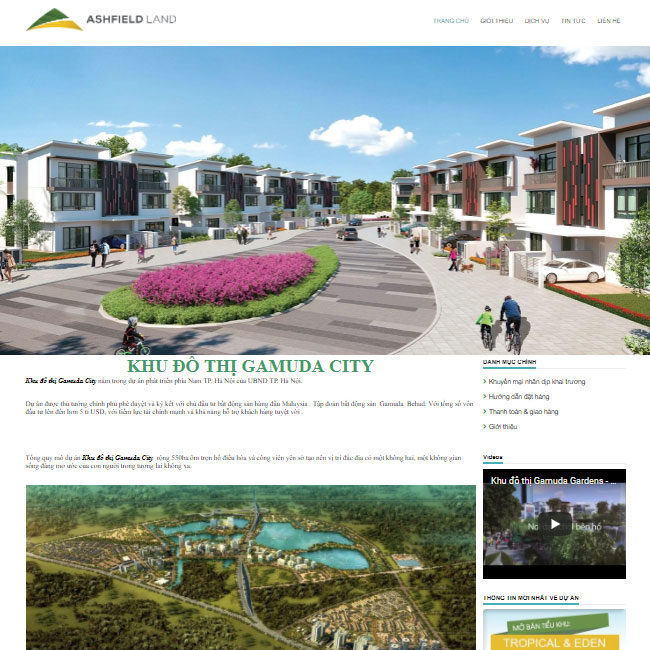 ASHFIELD LAND
TRANG CHỦ GIỚI THIỆU DỊCH VỤ TIN TỨC LIÊN HỆ
KHU ĐÔ THỊ GAMUDA CITY
Khu đô thị Gamuda City nằm trong dự án phát triển phía Nam TP. Hà Nội của UBND TP. Hà Nội.
Dự án được thủ tướng chính phủ phê duyệt và ký kết với chủ đầu tư bất động sản hàng đầu Malaysia . Tập đoàn bất động sản Gamuda Behad. Với tổng số vốn
đầu tư lên đến hơn 5 tỉ USD, với tiềm lực tài chính mạnh và khả năng hỗ trợ khách hàng tuyệt vời .
Tổng quy mô dự án Khu đô thị Gamuda City rộng 550ha ôm trọn hồ điều hòa và công viên yên sở tạo nên vị trí đắc địa có một không hai, một không gian
sống đáng mơ ước của con người trong tương lai không xa.
DANH MỤC CHÍNH
Khuyến mại nhân dịp khai trương
Hướng dẫn đặt hàng
Thanh toán & giao hàng
Giới thiệu
Videos
Khu đô thị Gamuda Gardens - ...
bên hồ
THÔNG TIN MỚI NHẤT VỀ DỰ ÁN
MỞ BÁN TIỂU KHU:
TROPICAL & EDEN